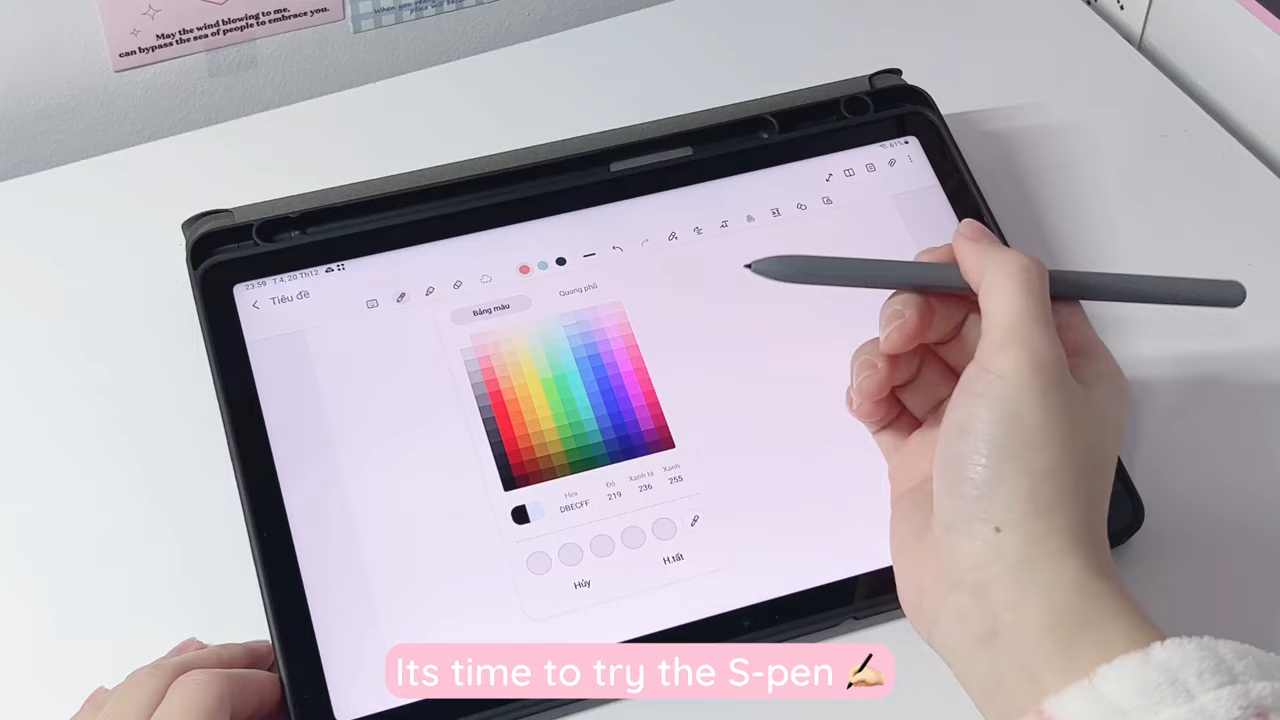 May the wind blowing to me,
can bypass the sea of people to embrace you.
23:59 T 4, 20 Th12
61%
Tiêu đề
Bảng màu
Quang phổ
Hex Đỏ Xanh lá Xanh
DBECFF 219 236 255
Hủy
H.tất
Its time to try the S-pen ✍🏻